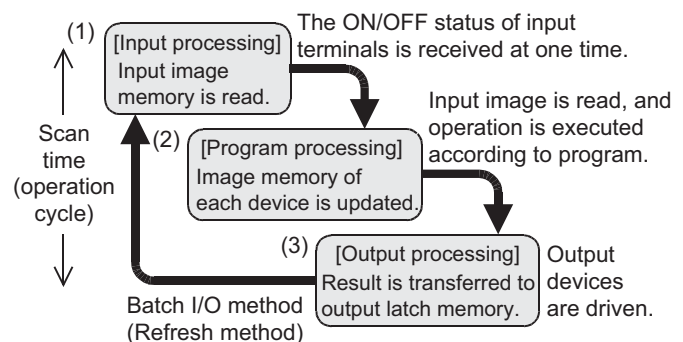 (1)
[Input processing]
Input image
memory is read.
The ON/OFF status of input
terminals is received at one time.
Scan
time
(operation
cycle)
(2)
[Program processing]
Image memory of
each device is updated.
Input image is read, and
operation is executed
according to program.
(3)
[Output processing]
Result is transferred to
output latch memory.
Output
devices
are driven.
Batch I/O method
(Refresh method)